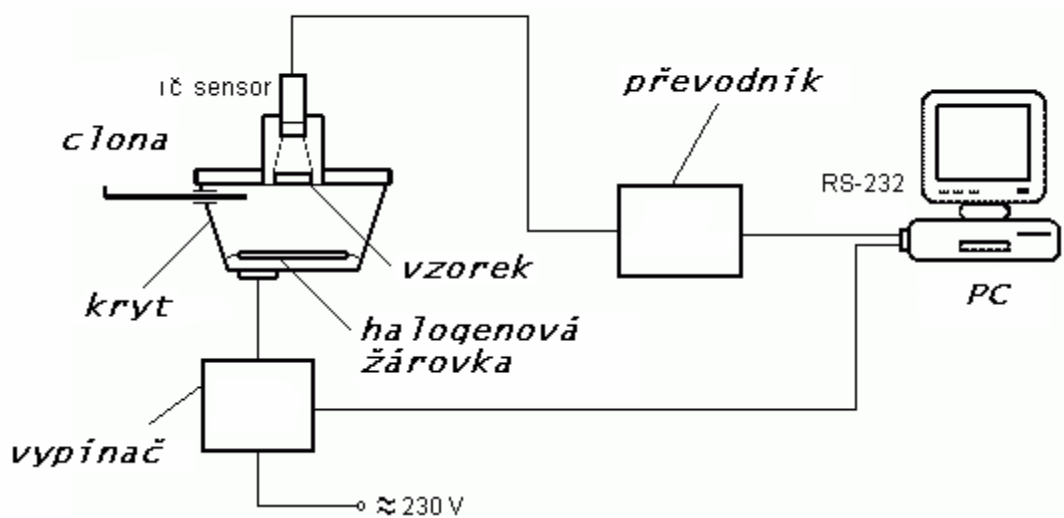 IČ sensor
převodník
clona
RS-232
vzorek
PC
kryt
halogenová
žárovka
vypínač
≈ 230 V